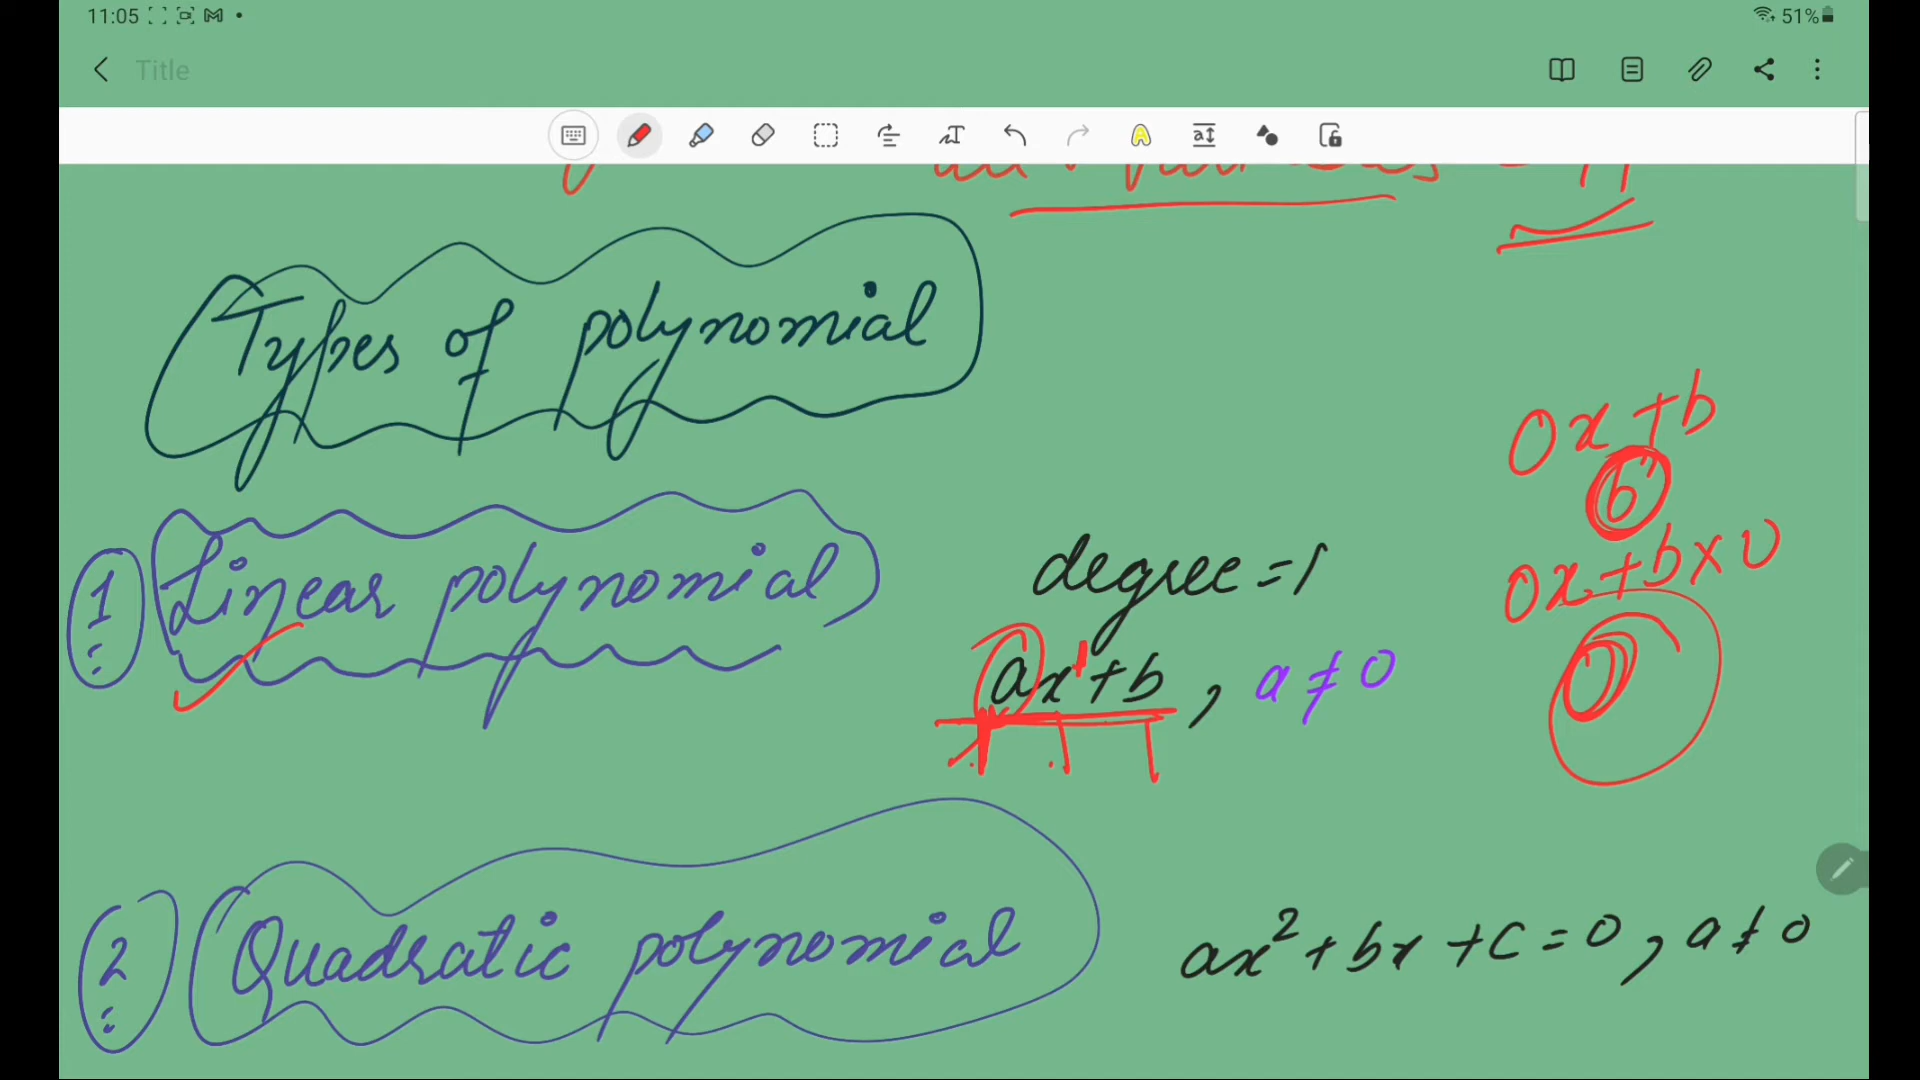 11:05
51%
Title
Types of polynomial
0x+b
b
1 Linear polynomial
degree=1
0x+b×0
ax¹+b, a≠0
0
2 Quadratic polynomial
ax²+bx+c=0, a≠0